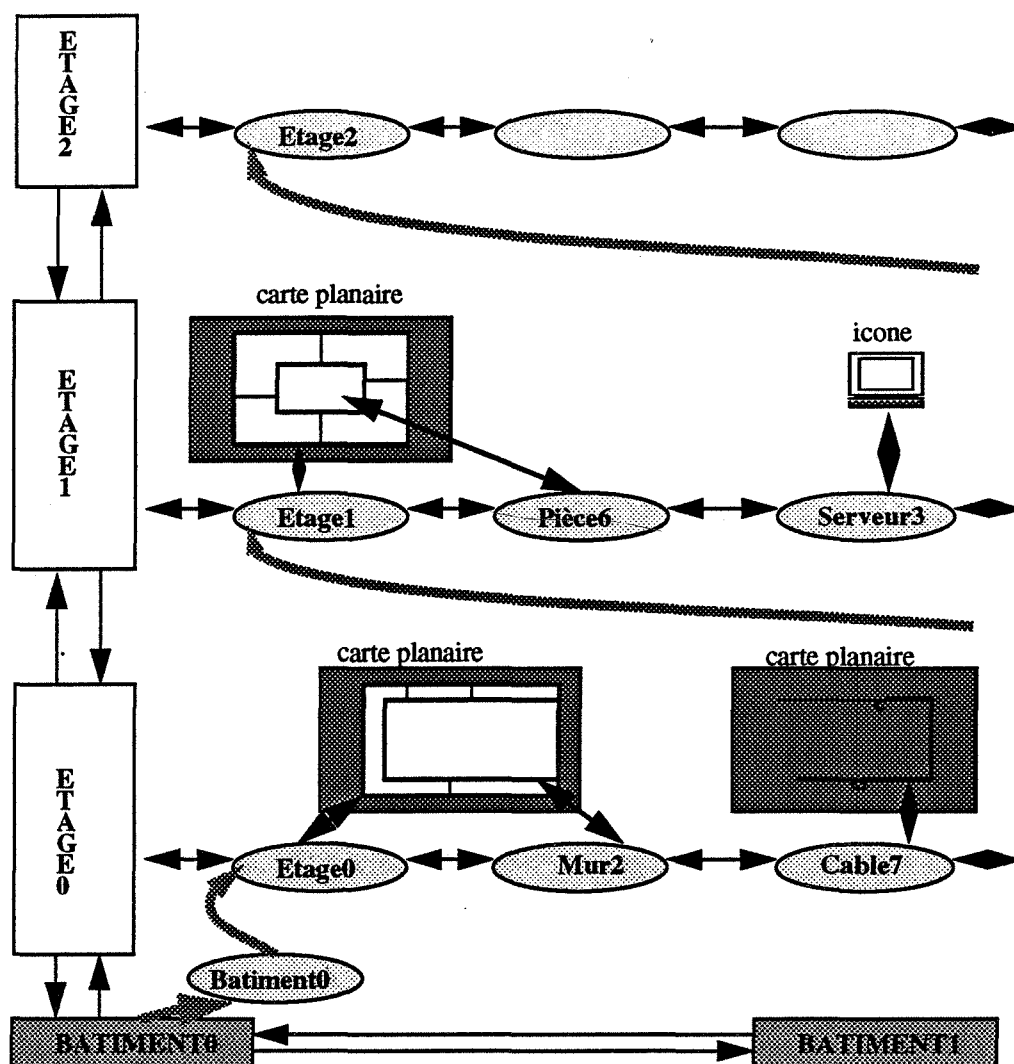 ETAGE2
Etage2
carte planaire
icone
ETAGE1
Etage1
Pièce6
Serveur3
carte planaire
carte planaire
ETAGE0
Etage0
Mur2
Cable7
Batiment0
BATIMENT0
BATIMENT1